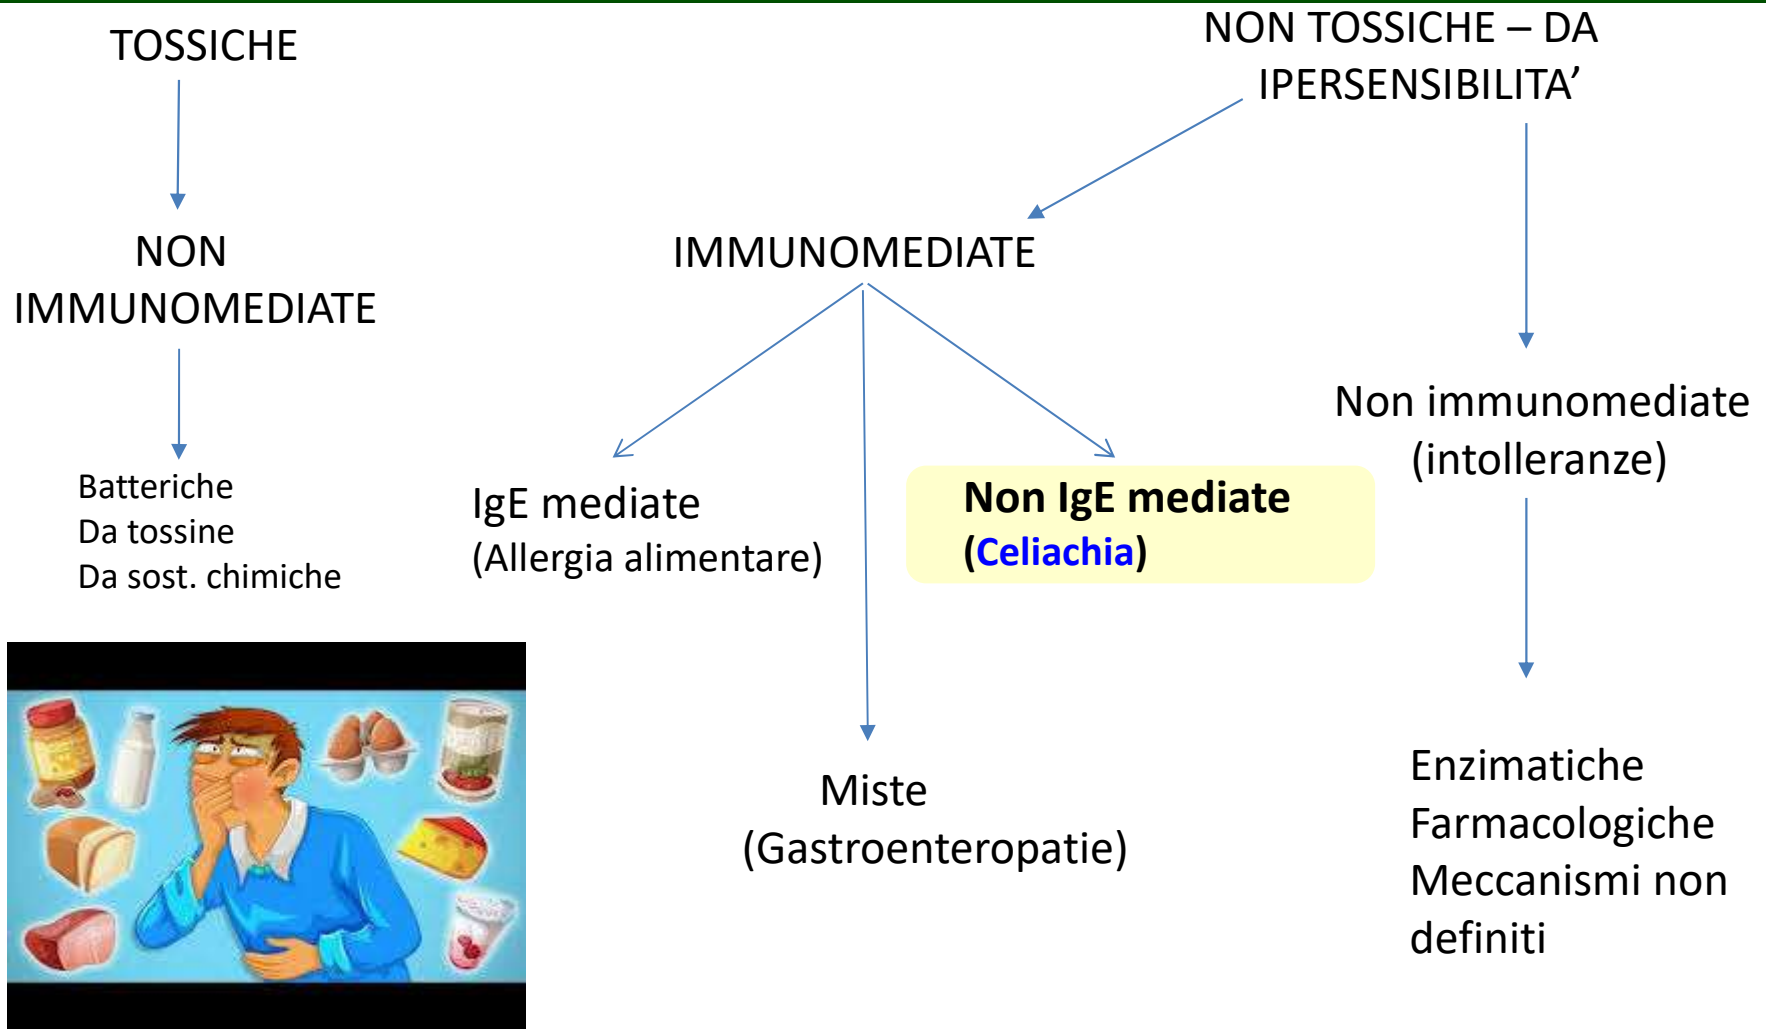 TOSSICHE
NON TOSSICHE – DA
IPERSENSIBILITA’
NON
IMMUNOMEDIATE
IMMUNOMEDIATE
Non immunomediate
(intolleranze)
Batteriche
Da tossine
Da sost. chimiche
IgE mediate
(Allergia alimentare)
Non IgE mediate
(Celiachia)
Miste
(Gastroenteropatie)
Enzimatiche
Farmacologiche
Meccanismi non
definiti